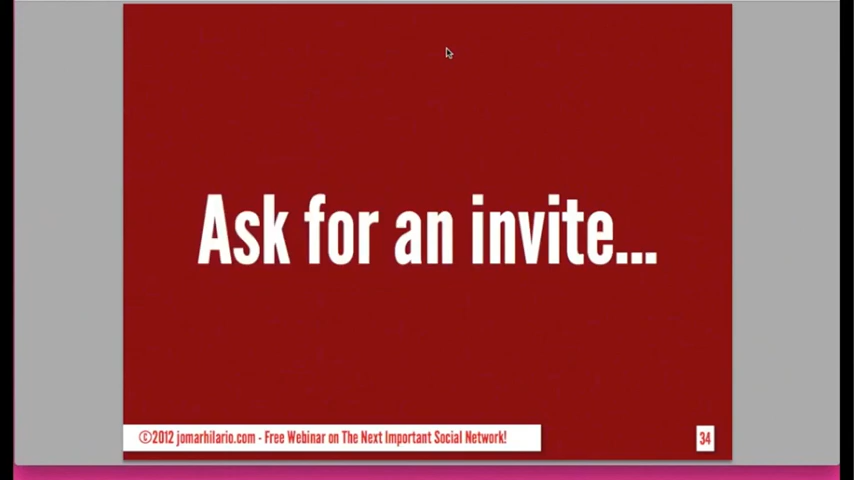 Ask for an invite...
©2012 jomarhilario.com - Free Webinar on The Next Important Social Network!
34